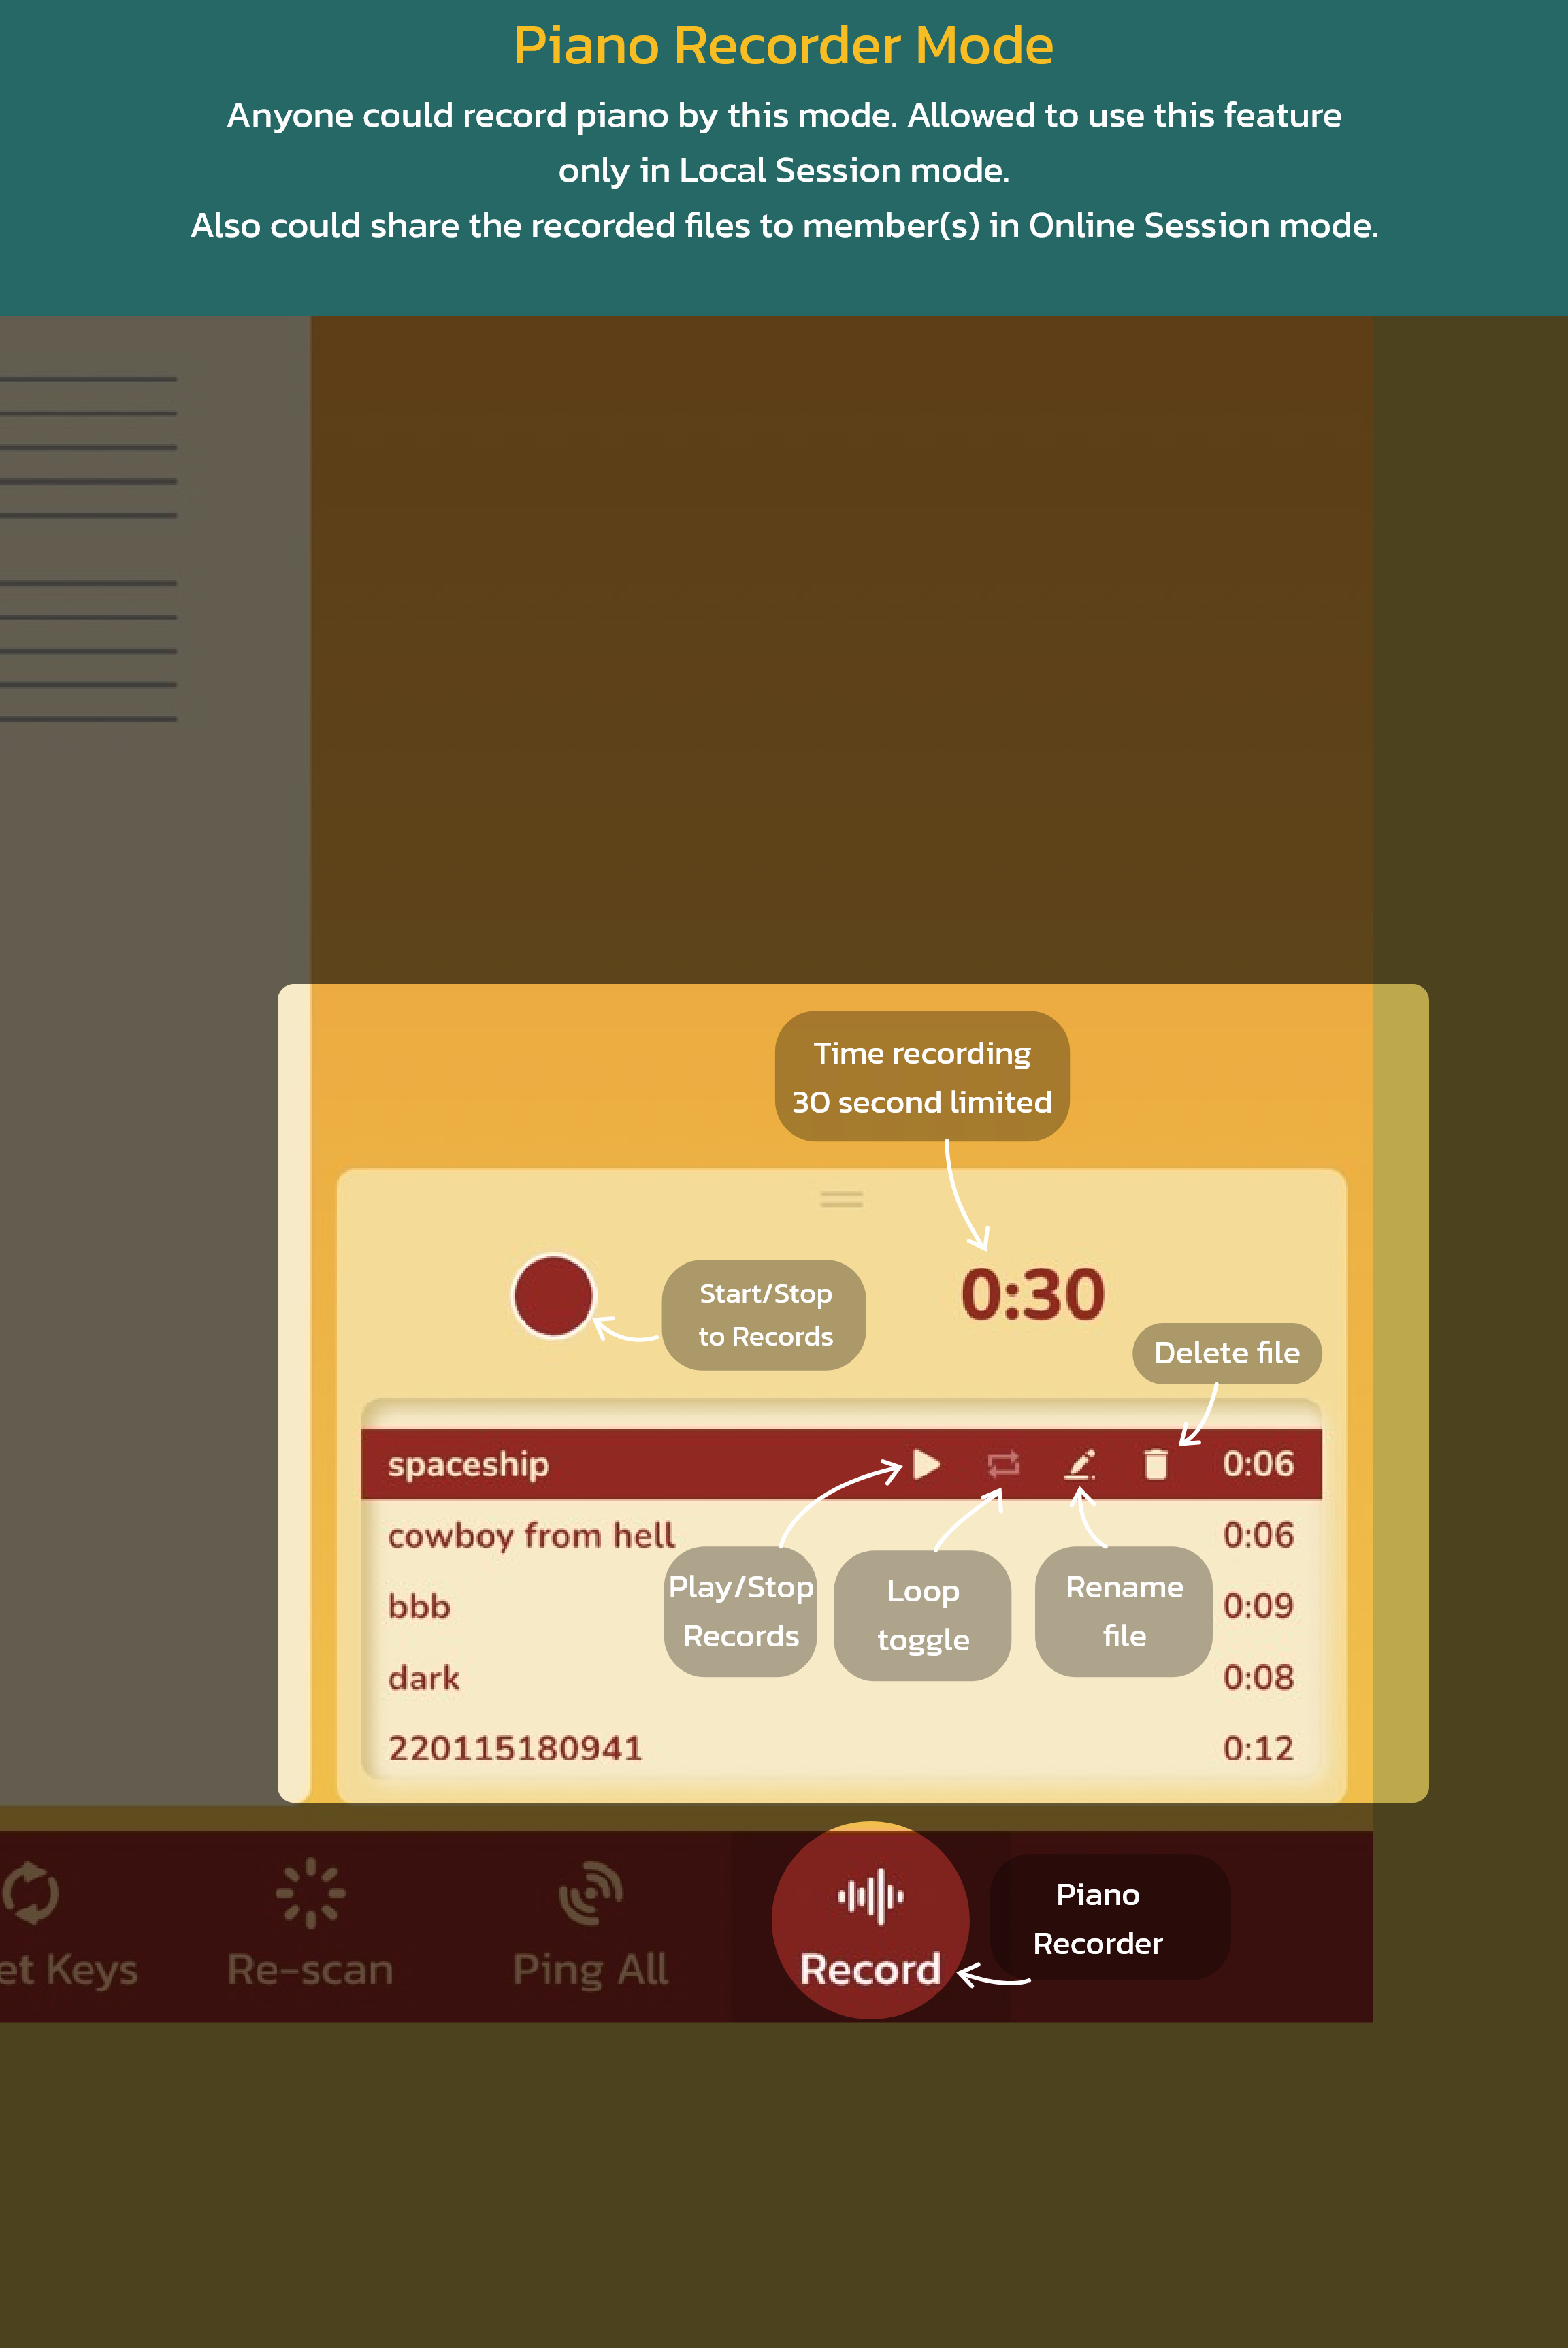 Piano Recorder Mode
Anyone could record piano by this mode. Allowed to use this feature
only in Local Session mode.
Also could share the recorded files to member(s) in Online Session mode.
Time recording
30 second limited
Start/Stop
to Records
0:30
Delete file
spaceship 0:06
cowboy from hell 0:06
Play/Stop
Records
Loop
toggle
Rename
file
bbb 0:09
dark 0:08
220115180941 0:12
et Keys
Re-scan
Ping All
Record
Piano
Recorder